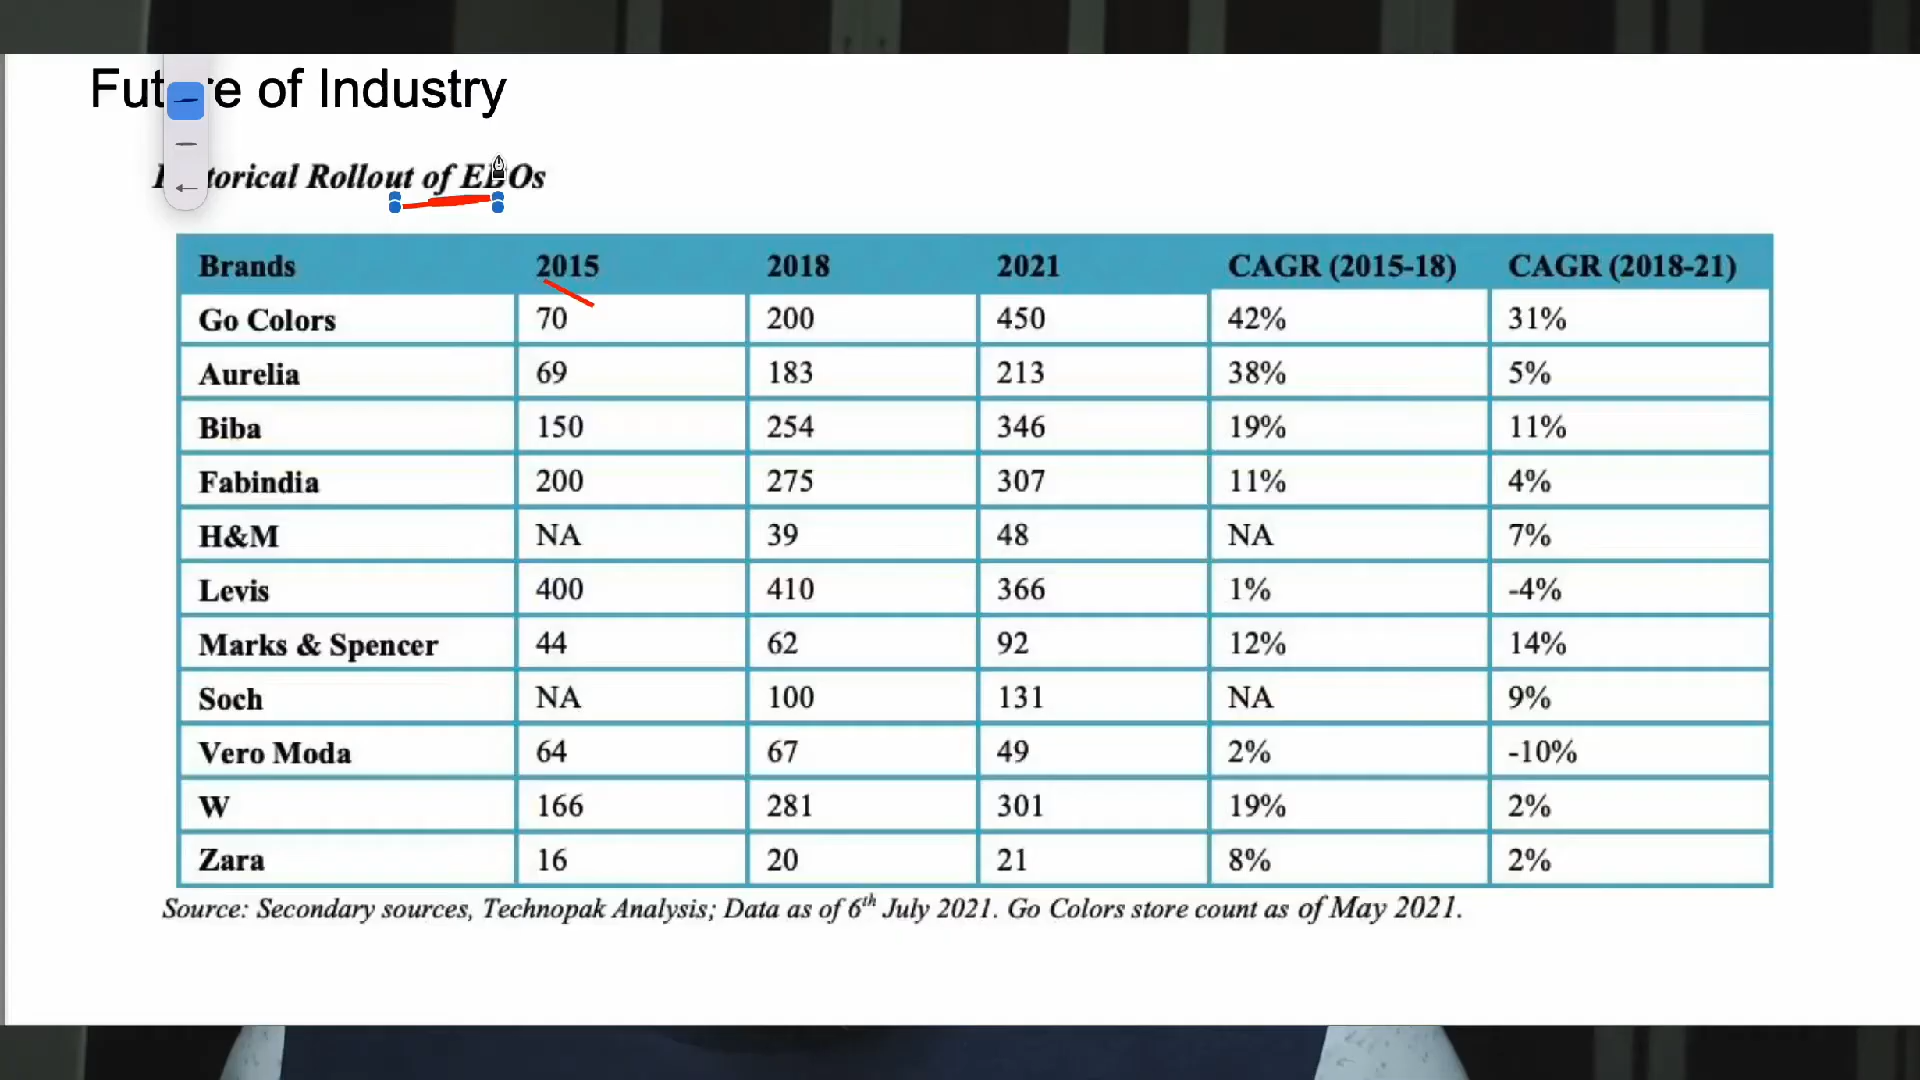 Future of Industry
Historical Rollout of EBOs
Brands 2015 2018 2021 CAGR (2015-18) CAGR (2018-21)
Go Colors 70 200 450 42% 31%
Aurelia 69 183 213 38% 5%
Biba 150 254 346 19% 11%
Fabindia 200 275 307 11% 4%
H&M NA 39 48 NA 7%
Levis 400 410 366 1% -4%
Marks & Spencer 44 62 92 12% 14%
Soch NA 100 131 NA 9%
Vero Moda 64 67 49 2% -10%
W 166 281 301 19% 2%
Zara 16 20 21 8% 2%
Source: Secondary sources, Technopak Analysis; Data as of 6th July 2021. Go Colors store count as of May 2021.